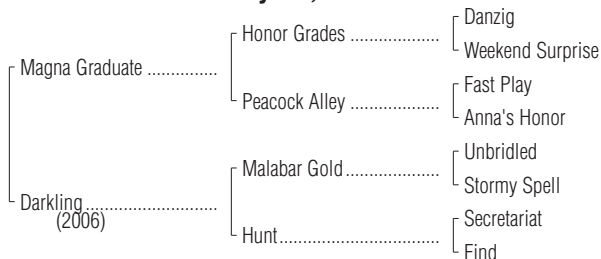 Danzig
Honor Grades ....................
Weekend Surprise
Magna Graduate ...............
Fast Play
Peacock Alley ....................
Anna's Honor
Unbridled
Malabar Gold.....................
Stormy Spell
Darkling.............................
(2006)
Secretariat
Hunt...................................
Find